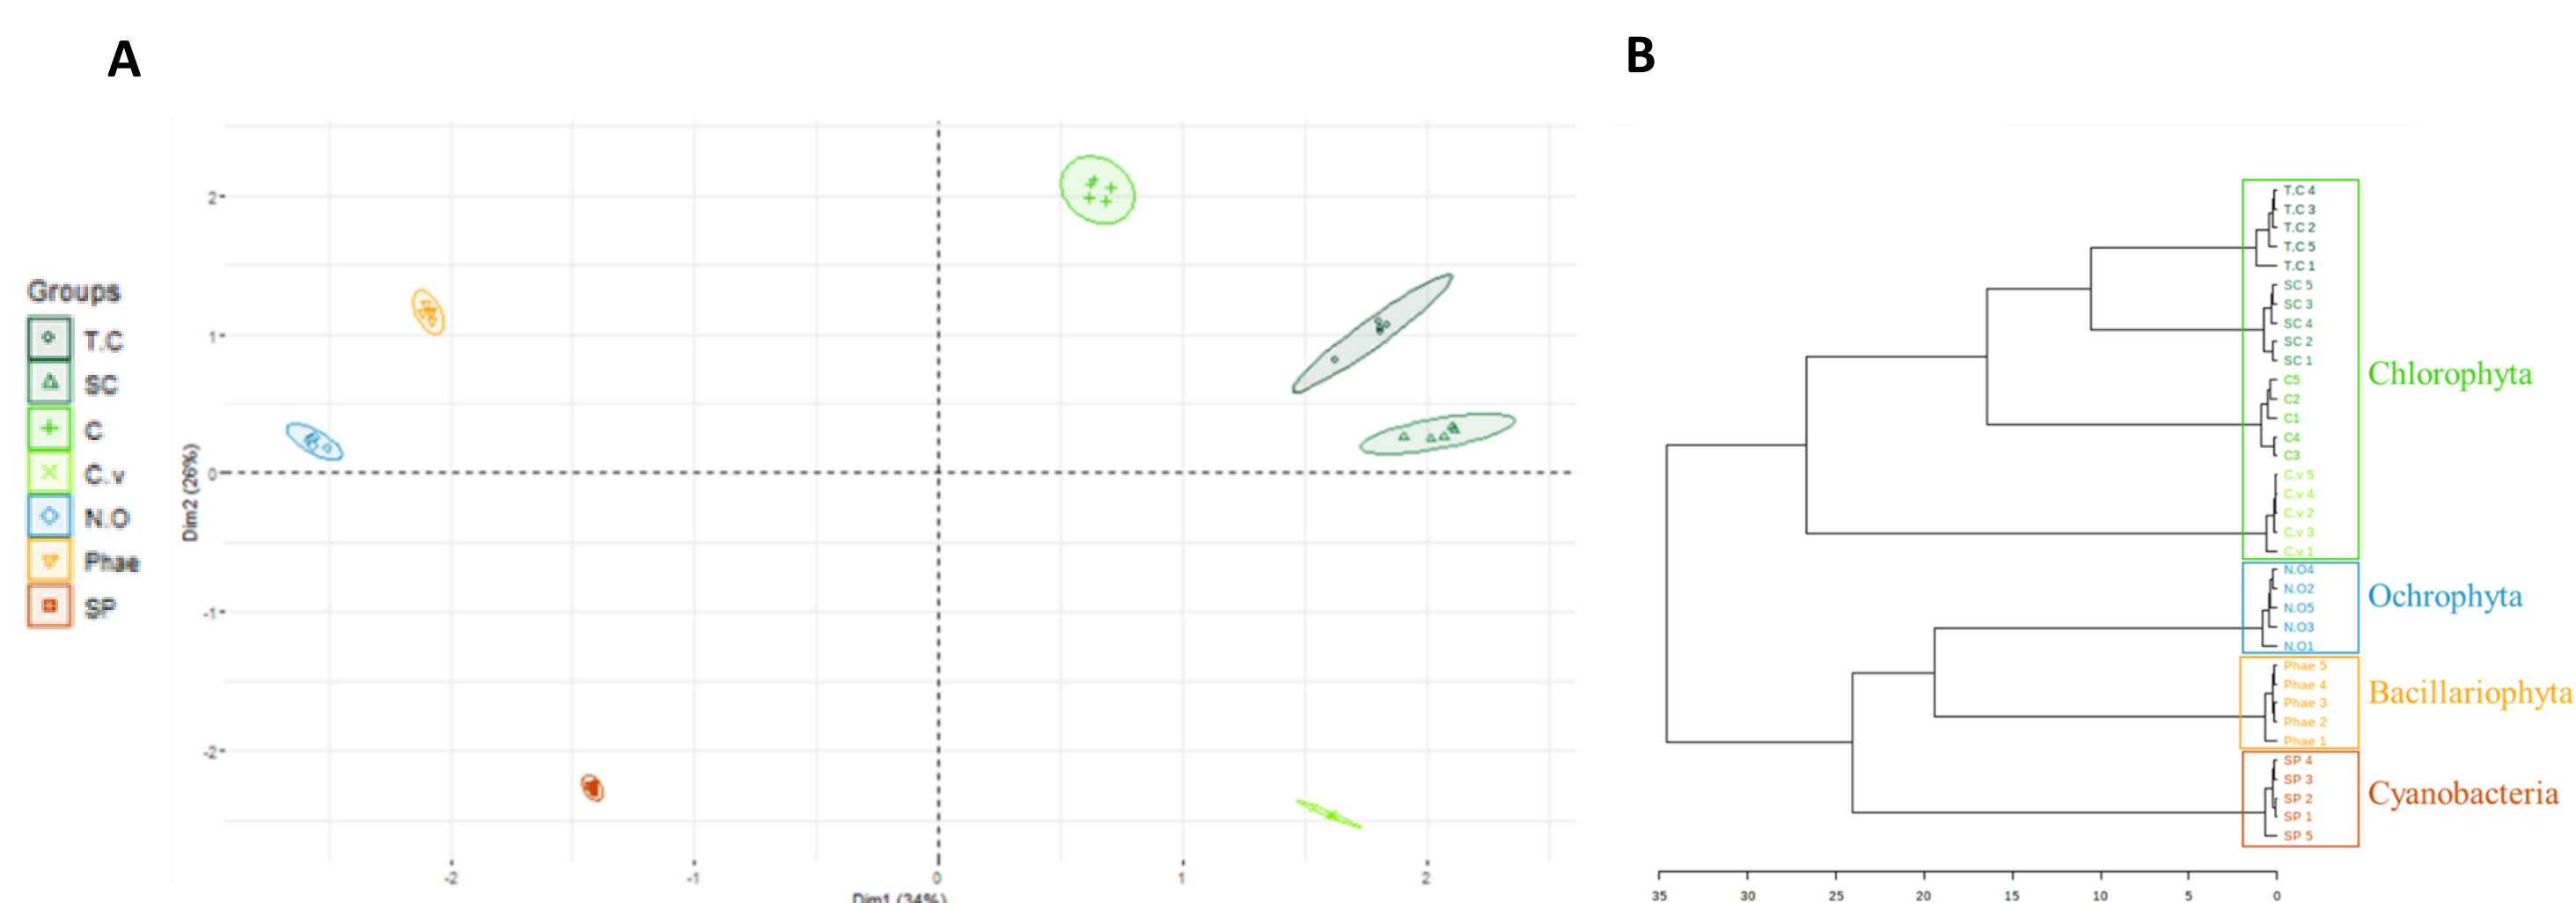 A
Groups
T.C
SC
C
C.v
N.O
Phae
SP
Dim2 (26%)
2
1
0
-1
-2
-2
-1
0
1
2
Dim1 (34%)
B
T.C 4
T.C 3
T.C 2
T.C 5
T.C 1
SC 5
SC 3
SC 4
SC 2
SC 1
C5
C2
C1
C4
C3
C.v 5
C.v 4
C.v 2
C.v 3
C.v 1
N.O4
N.O2
N.O5
N.O3
N.O1
Phae 5
Phae 4
Phae 3
Phae 2
Phae 1
SP 4
SP 3
SP 2
SP 1
SP 5
Chlorophyta
Ochrophyta
Bacillariophyta
Cyanobacteria
35 30 25 20 15 10 5 0